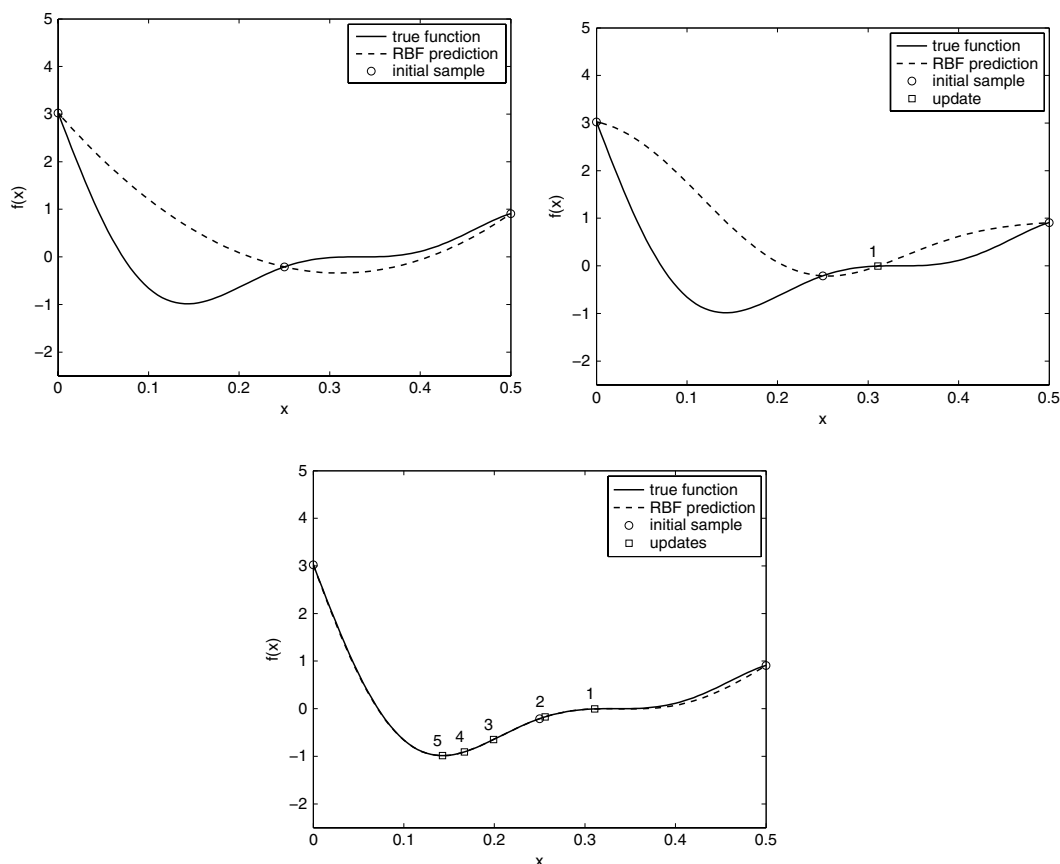 5
4
3
2
1
0
−1
−2
f(x)
true function
RBF prediction
initial sample
0
0.1
0.2
0.3
0.4
0.5
x
5
4
3
2
1
0
−1
−2
f(x)
true function
RBF prediction
initial sample
update
1
0
0.1
0.2
0.3
0.4
0.5
x
5
4
3
2
1
0
−1
−2
f(x)
true function
RBF prediction
initial sample
updates
5
4
3
2
1
0
0.1
0.2
0.3
0.4
0.5
x